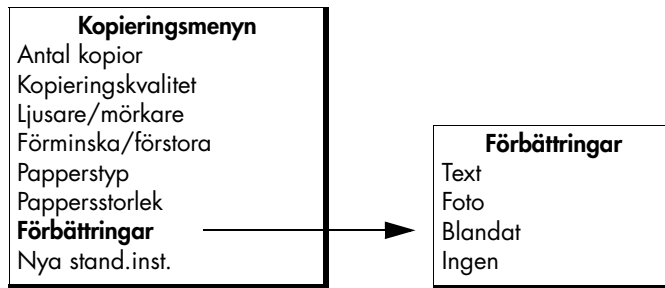 Kopieringsmenyn
Antal kopior
Kopieringskvalitet
Ljusare/mörkare
Förminska/förstora
Papperstyp
Pappersstorlek
Förbättringar
Nya stand.inst.
Förbättringar
Text
Foto
Blandat
Ingen